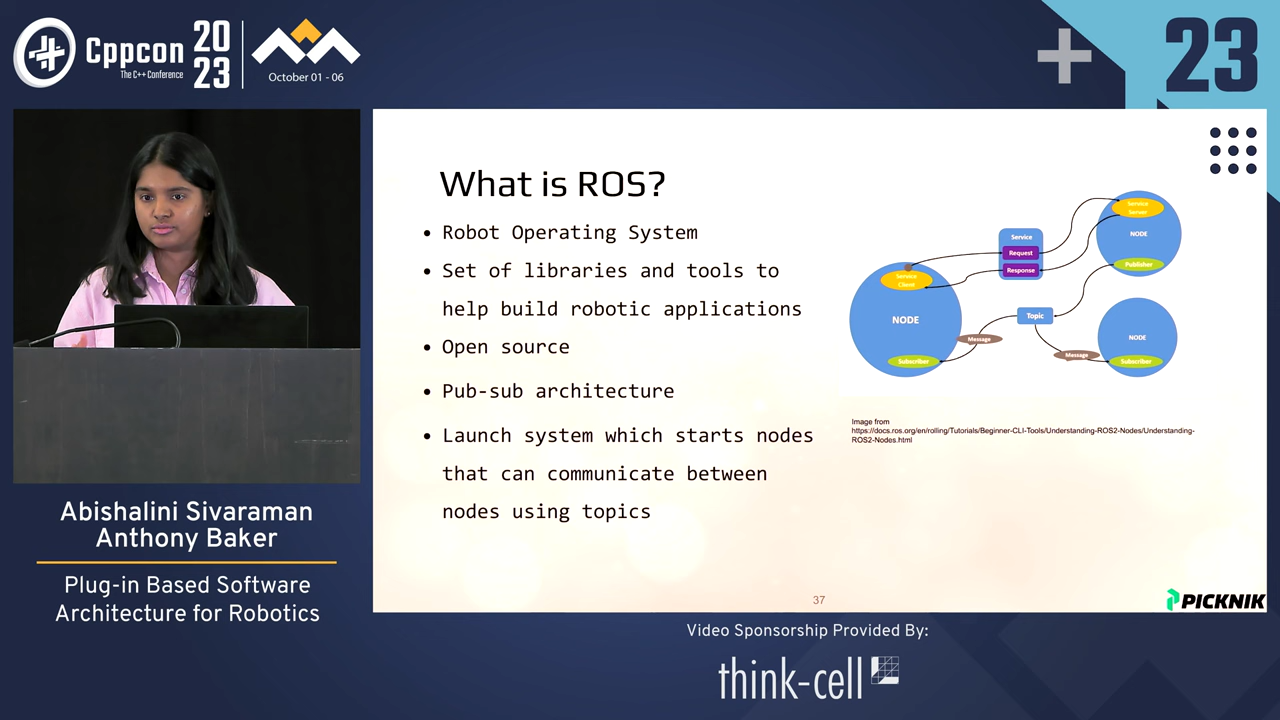 Cppcon
The C++ Conference
20
23
October 01 - 06
23
What is ROS?
• Robot Operating System
• Set of libraries and tools to
help build robotic applications
• Open source
• Pub-sub architecture
• Launch system which starts nodes
that can communicate between
nodes using topics
Service
Server
NODE
Publisher
Service
Request
Response
Service
Client
NODE
Subscriber
Topic
Message
Message
NODE
Subscriber
Image from
https://docs.ros.org/en/rolling/Tutorials/Beginner-CLI-Tools/Understanding-ROS2-Nodes/Understanding-
ROS2-Nodes.html
37
PICKNIK
Abishalini Sivaraman
Anthony Baker
Plug-in Based Software
Architecture for Robotics
Video Sponsorship Provided By:
think-cell